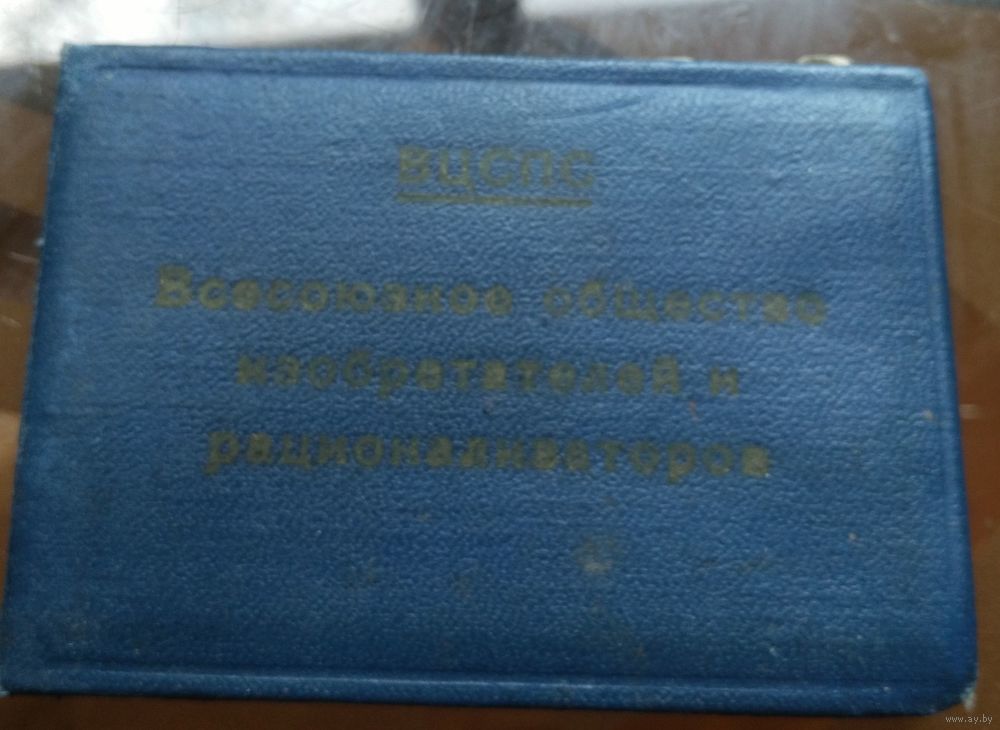 ВЦСПС
Всесоюзное общество
изобретателей и
рационализаторов
www.ay.by